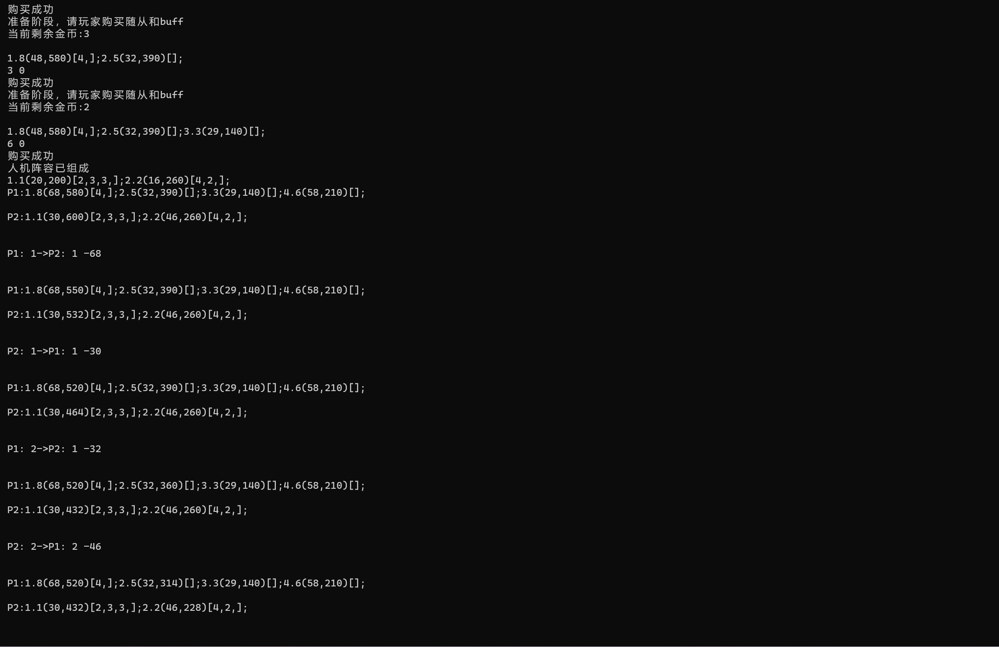 购买成功
准备阶段，请玩家购买随从和buff
当前剩余金币:3
1.8(48,580)[4,];2.5(32,390)[];
3 0
购买成功
准备阶段，请玩家购买随从和buff
当前剩余金币:2
1.8(48,580)[4,];2.5(32,390)[];3.3(29,140)[];
6 0
购买成功
人机阵容已组成
1.1(20,200)[2,3,3,];2.2(16,260)[4,2,];
P1:1.8(68,580)[4,];2.5(32,390)[];3.3(29,140)[];4.6(58,210)[];
P2:1.1(30,600)[2,3,3,];2.2(46,260)[4,2,];
P1: 1->P2: 1 -68
P1:1.8(68,550)[4,];2.5(32,390)[];3.3(29,140)[];4.6(58,210)[];
P2:1.1(30,532)[2,3,3,];2.2(46,260)[4,2,];
P2: 1->P1: 1 -30
P1:1.8(68,520)[4,];2.5(32,390)[];3.3(29,140)[];4.6(58,210)[];
P2:1.1(30,464)[2,3,3,];2.2(46,260)[4,2,];
P1: 2->P2: 1 -32
P1:1.8(68,520)[4,];2.5(32,360)[];3.3(29,140)[];4.6(58,210)[];
P2:1.1(30,432)[2,3,3,];2.2(46,260)[4,2,];
P2: 2->P1: 2 -46
P1:1.8(68,520)[4,];2.5(32,314)[];3.3(29,140)[];4.6(58,210)[];
P2:1.1(30,432)[2,3,3,];2.2(46,228)[4,2,];